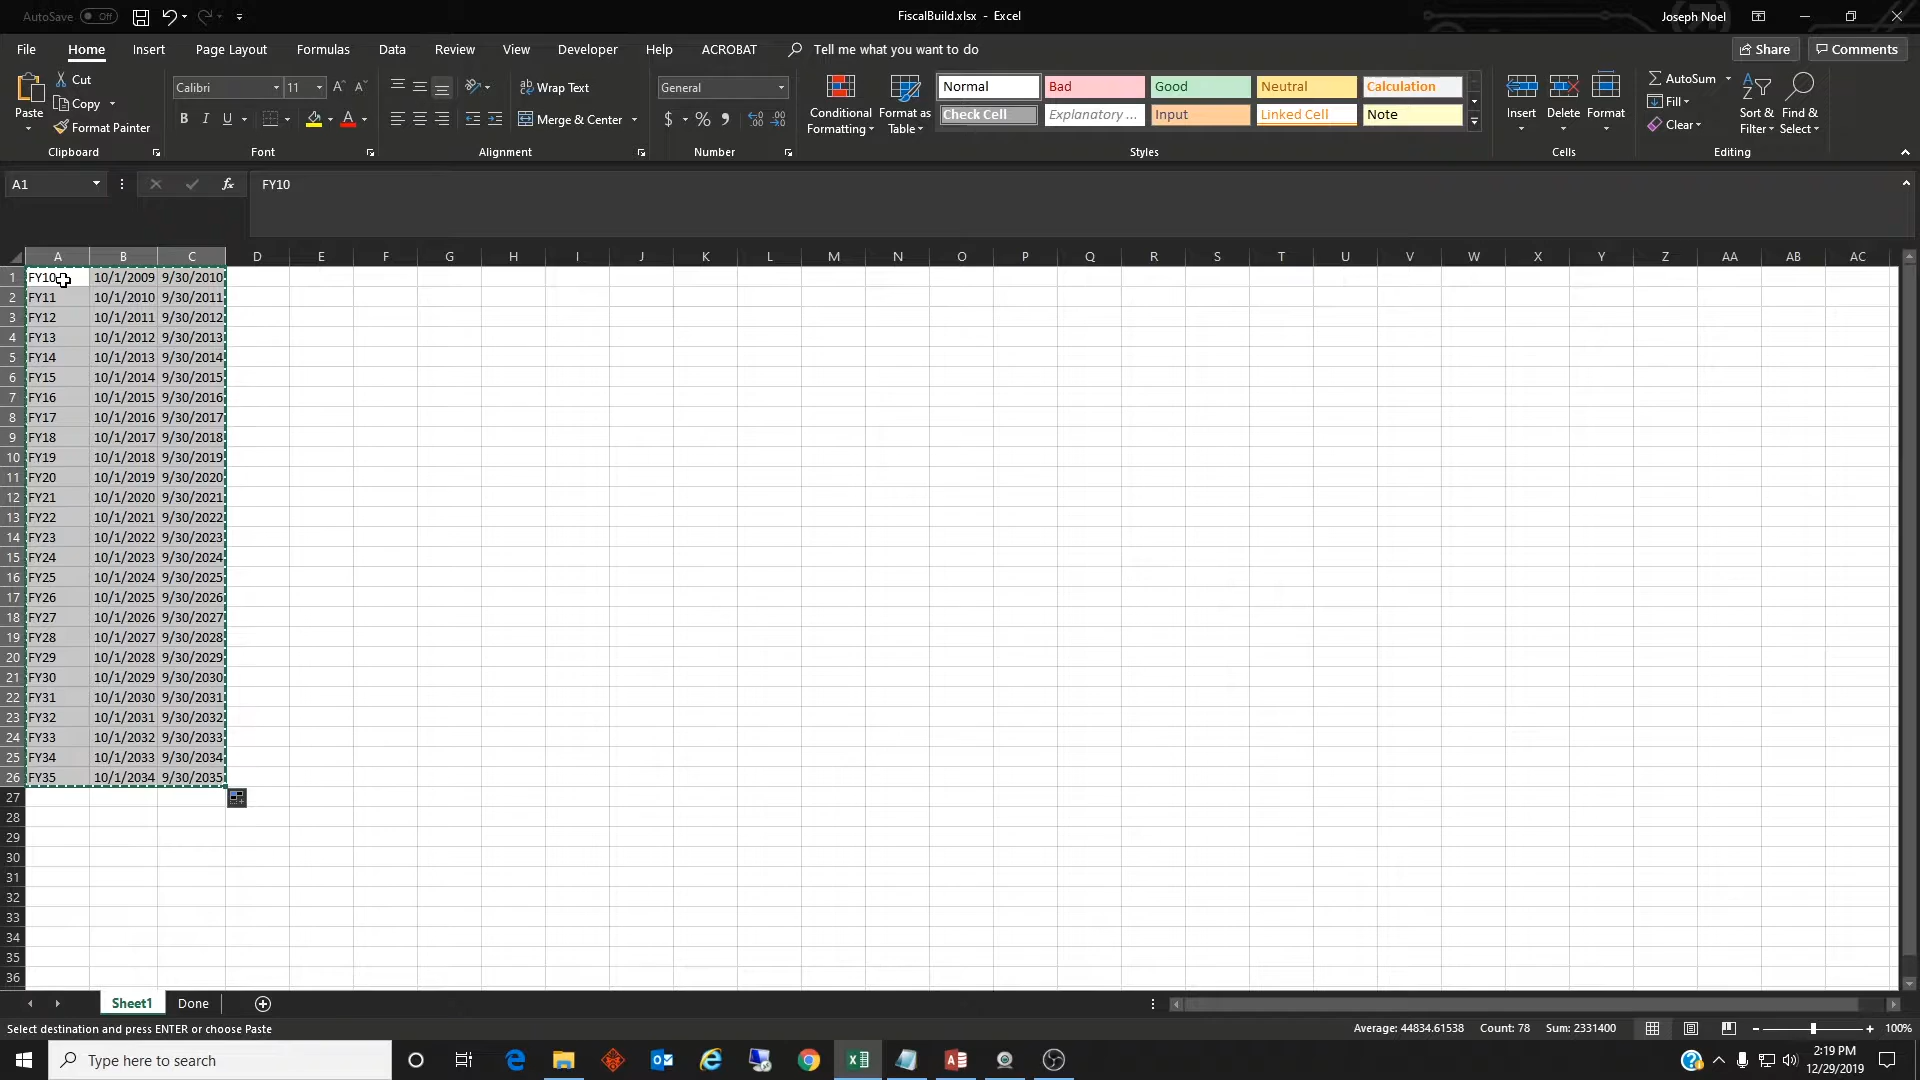 AutoSave Off FiscalBuild.xlsx - Excel Joseph Noel
File Home Insert Page Layout Formulas Data Review View Developer Help ACROBAT Tell me what you want to do Share Comments
Paste Cut Copy Format Painter
Clipboard
Calibri 11 A A
B I U A
Font
Wrap Text
Merge & Center
Alignment
General
$ % ,
Number
Conditional Formatting Format as Table
Normal Bad Good Neutral Calculation
Check Cell Explanatory ... Input Linked Cell Note
Styles
Insert Delete Format
Cells
AutoSum
Fill
Clear
Sort & Filter Find & Select
Editing
A1 fx FY10
A B C D E F G H I J K L M N O P Q R S T U V W X Y Z AA AB AC
1 FY10 10/1/2009 9/30/2010
2 FY11 10/1/2010 9/30/2011
3 FY12 10/1/2011 9/30/2012
4 FY13 10/1/2012 9/30/2013
5 FY14 10/1/2013 9/30/2014
6 FY15 10/1/2014 9/30/2015
7 FY16 10/1/2015 9/30/2016
8 FY17 10/1/2016 9/30/2017
9 FY18 10/1/2017 9/30/2018
10 FY19 10/1/2018 9/30/2019
11 FY20 10/1/2019 9/30/2020
12 FY21 10/1/2020 9/30/2021
13 FY22 10/1/2021 9/30/2022
14 FY23 10/1/2022 9/30/2023
15 FY24 10/1/2023 9/30/2024
16 FY25 10/1/2024 9/30/2025
17 FY26 10/1/2025 9/30/2026
18 FY27 10/1/2026 9/30/2027
19 FY28 10/1/2027 9/30/2028
20 FY29 10/1/2028 9/30/2029
21 FY30 10/1/2029 9/30/2030
22 FY31 10/1/2030 9/30/2031
23 FY32 10/1/2031 9/30/2032
24 FY33 10/1/2032 9/30/2033
25 FY34 10/1/2033 9/30/2034
26 FY35 10/1/2034 9/30/2035
27
28
29
30
31
32
33
34
35
36
Sheet1 Done
Select destination and press ENTER or choose Paste Average: 44834.61538 Count: 78 Sum: 2331400 100%
Type here to search
2:19 PM
12/29/2019